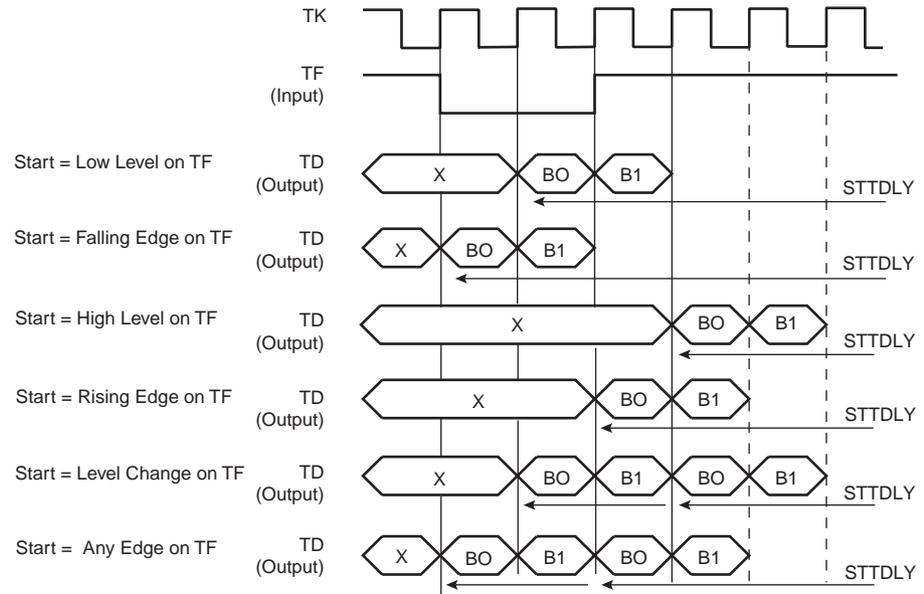 TK
TF
(Input)
Start = Low Level on TF
TD
(Output)
X
BO
B1
STTDLY
Start = Falling Edge on TF
TD
(Output)
X
BO
B1
STTDLY
Start = High Level on TF
TD
(Output)
X
BO
B1
STTDLY
Start = Rising Edge on TF
TD
(Output)
X
BO
B1
STTDLY
Start = Level Change on TF
TD
(Output)
X
BO
B1
BO
B1
STTDLY
Start = Any Edge on TF
TD
(Output)
X
BO
B1
BO
B1
STTDLY